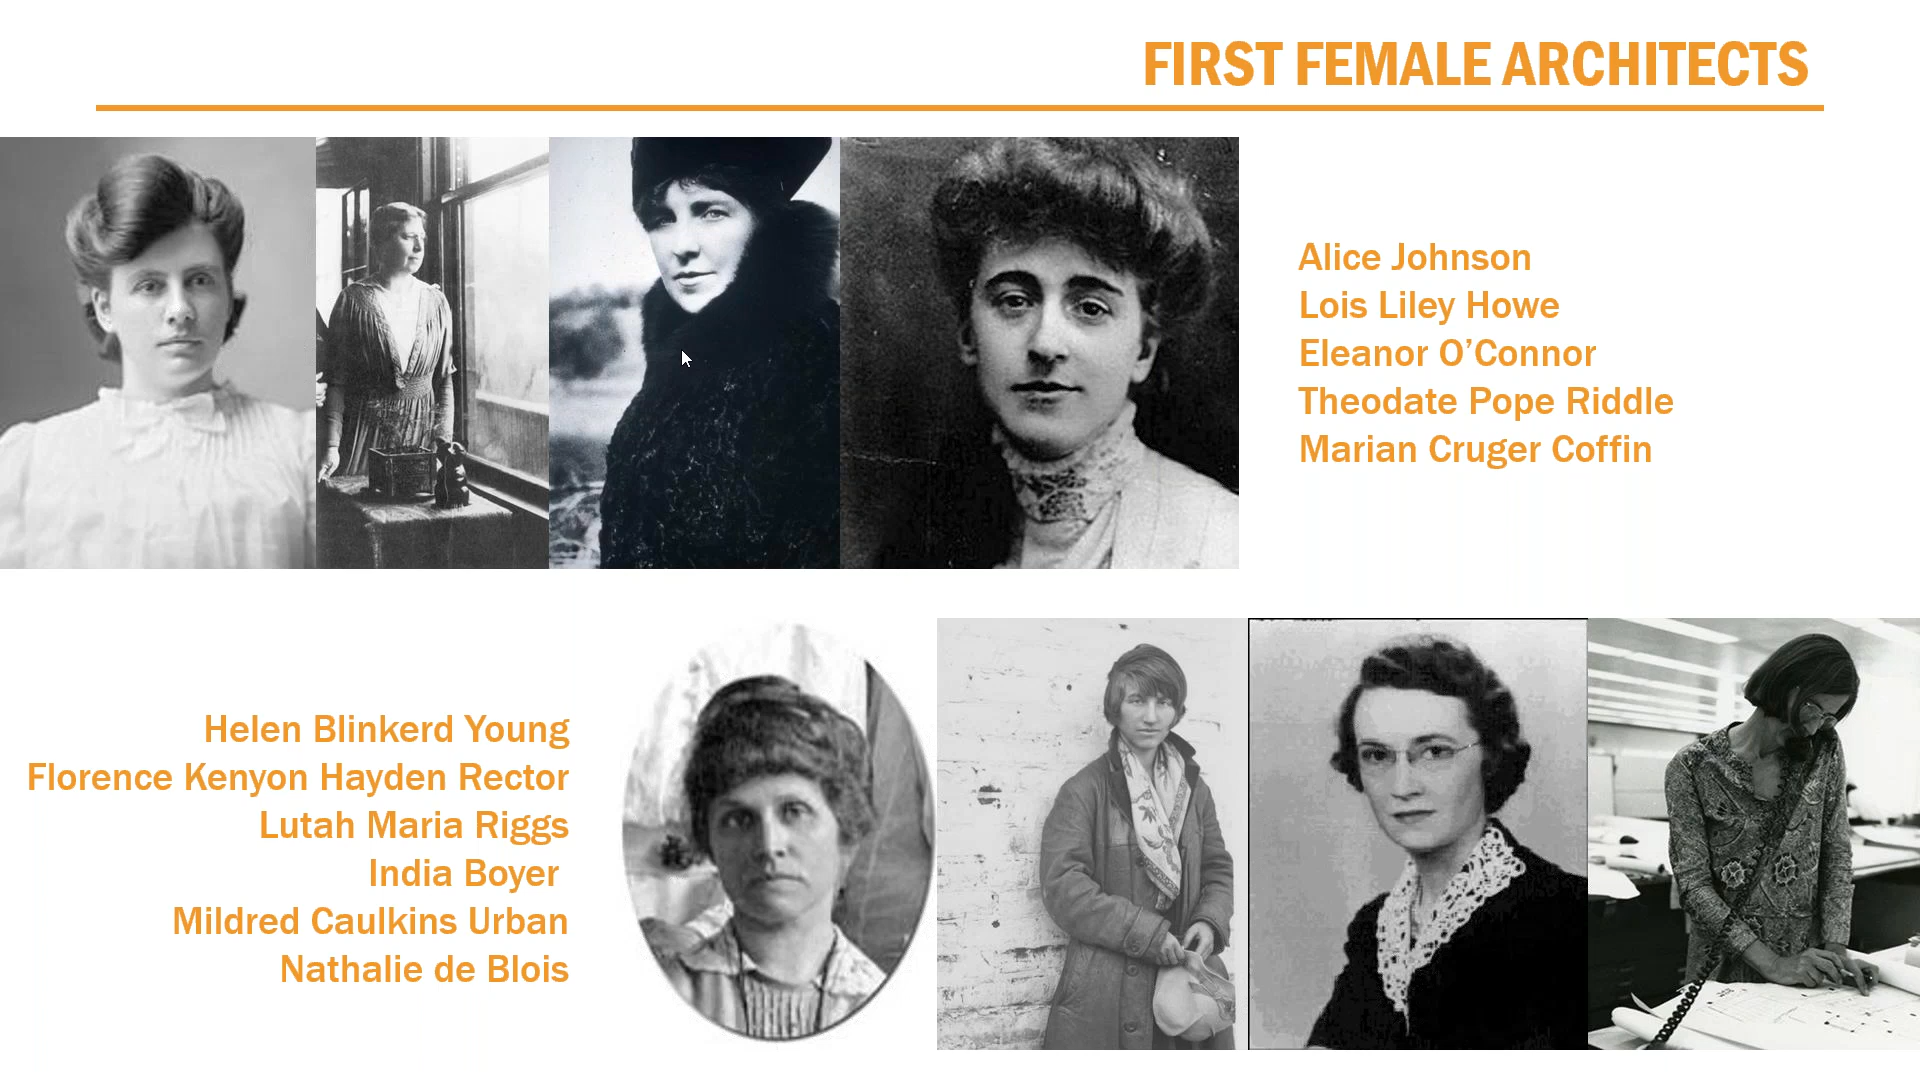 FIRST FEMALE ARCHITECTS
Alice Johnson
Lois Liley Howe
Eleanor O’Connor
Theodate Pope Riddle
Marian Cruger Coffin
Helen Blinkerd Young
Florence Kenyon Hayden Rector
Lutah Maria Riggs
India Boyer
Mildred Caulkins Urban
Nathalie de Blois